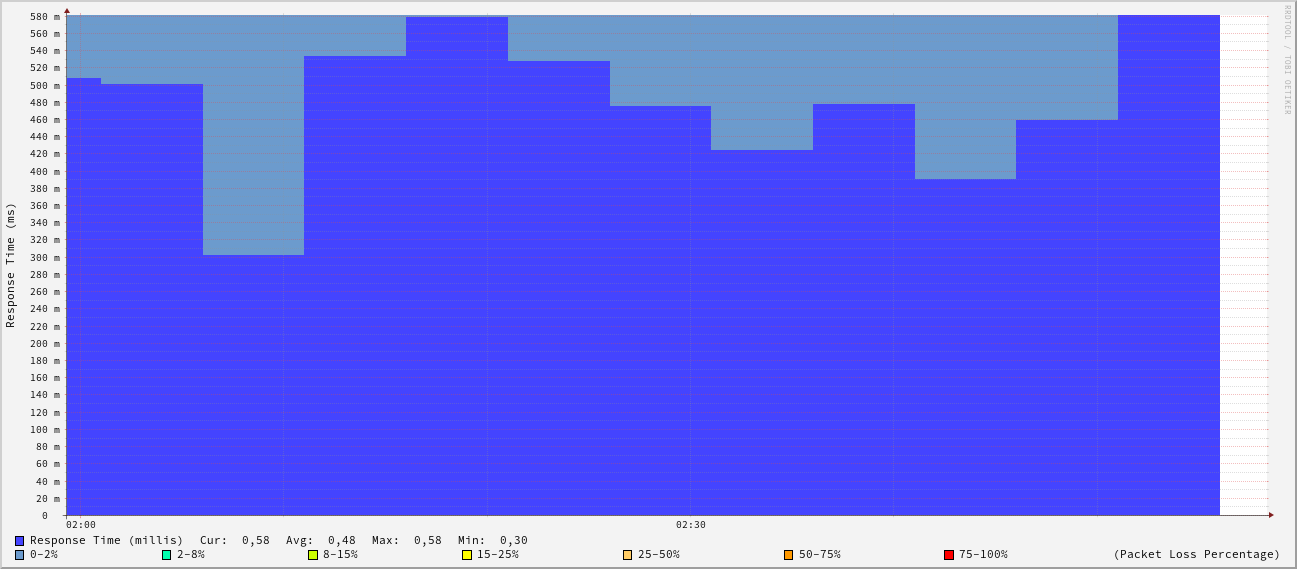 RRDTOOL / TOBI OETIKER
Response Time (ms)
580 m
560 m
540 m
520 m
500 m
480 m
460 m
440 m
420 m
400 m
380 m
360 m
340 m
320 m
300 m
280 m
260 m
240 m
220 m
200 m
180 m
160 m
140 m
120 m
100 m
80 m
60 m
40 m
20 m
0
02:00 02:30
Response Time (millis) Cur: 0,58 Avg: 0,48 Max: 0,58 Min: 0,30
0-2% 2-8% 8-15% 15-25% 25-50% 50-75% 75-100% (Packet Loss Percentage)